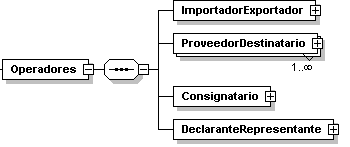 ImportadorExportador
ProveedorDestinatario
1..∞
Operadores
Consignatario
DeclaranteRepresentante